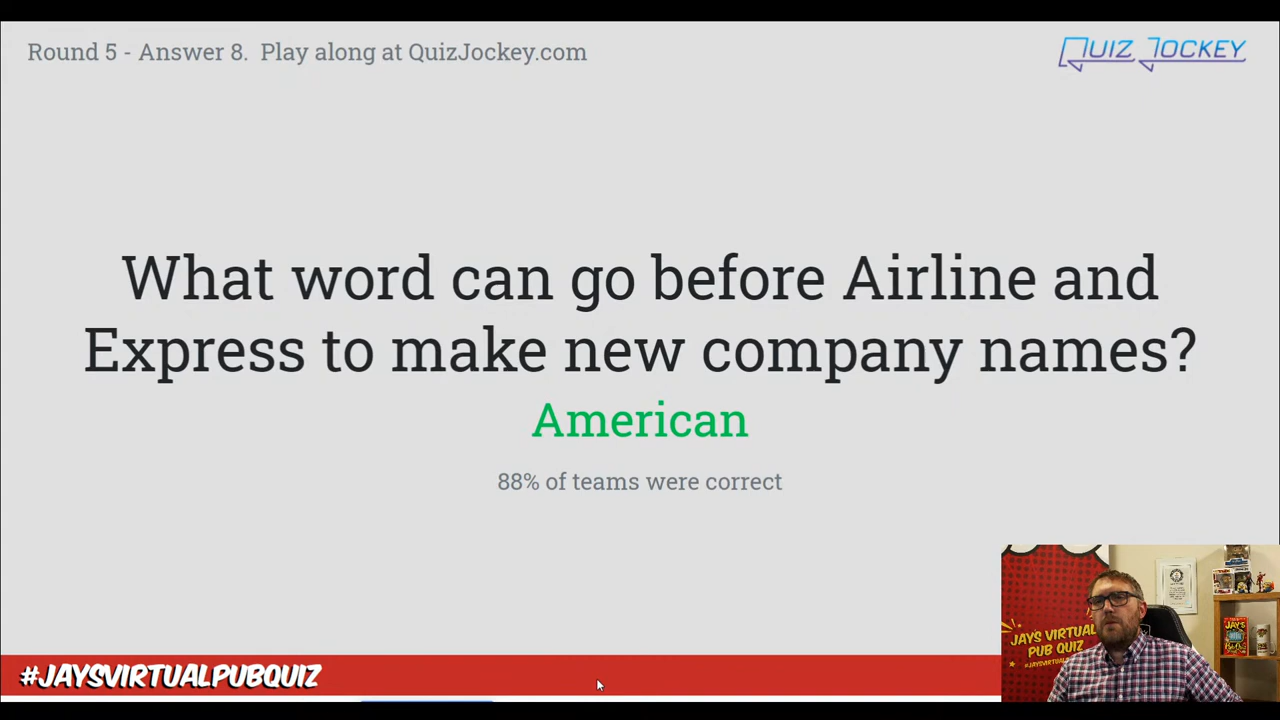 Round 5 - Answer 8.  Play along at QuizJockey.com
QUIZ JOCKEY
What word can go before Airline and
Express to make new company names?
American
88% of teams were correct
JAYS VIRTUAL
PUB QUIZ
JAY'S
#JAYSVIRTUALPUBQUIZ